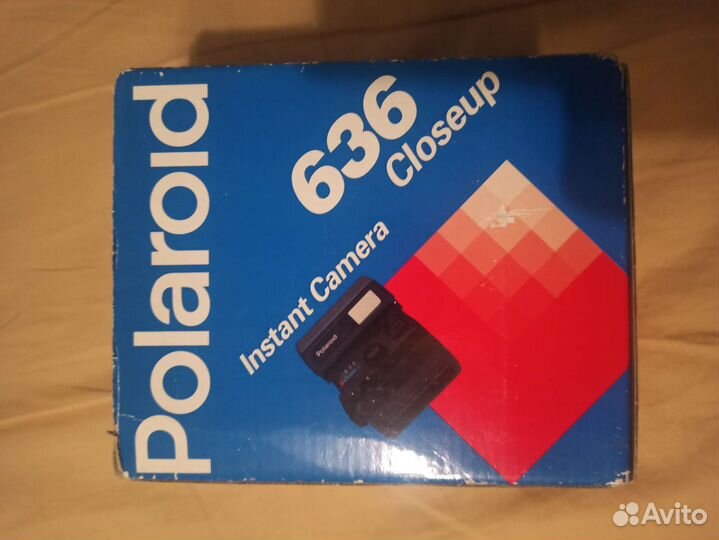 Polaroid
636
Closeup
Instant Camera
Polaroid
Avito